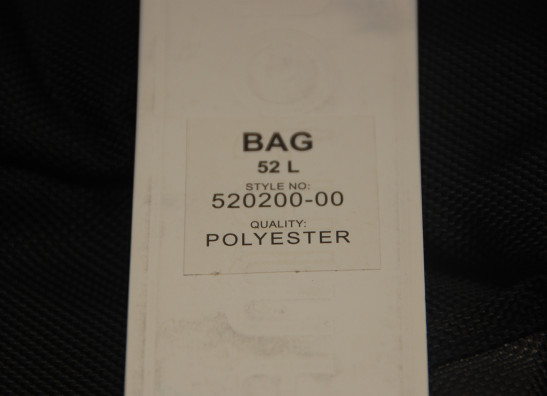 BAG
52 L
STYLE NO:
520200-00
QUALITY:
POLYESTER